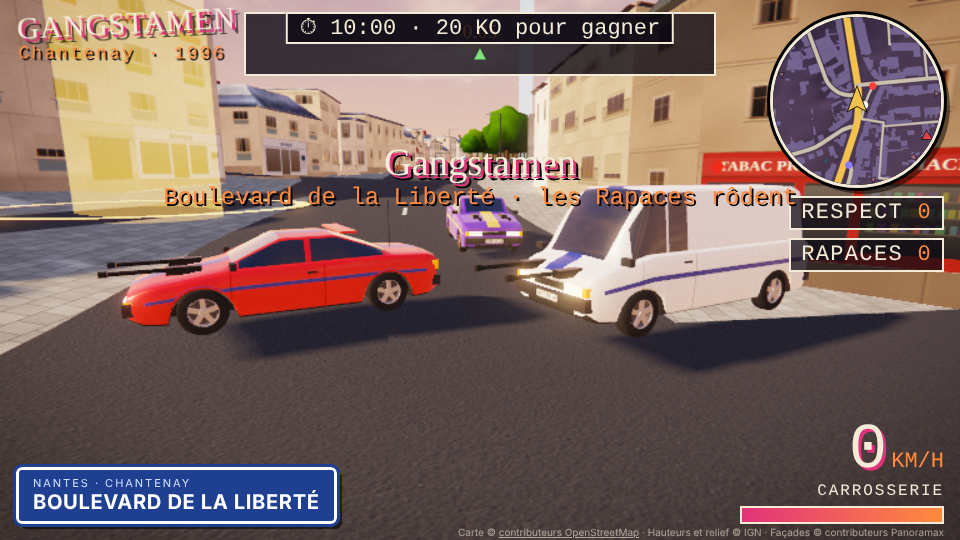 GANGSTAMEN
Chantenay · 1996
⏱ 10:00 · 20 KO pour gagner
▲
Gangstamen
Boulevard de la Liberté · les Rapaces rôdent
TABAC
RESPECT 0
RAPACES 0
0 KM/H
CARROSSERIE
NANTES · CHANTENAY
BOULEVARD DE LA LIBERTÉ
Carte © contributeurs OpenStreetMap · Hauteurs et relief © IGN · Façades © contributeurs Panoramax